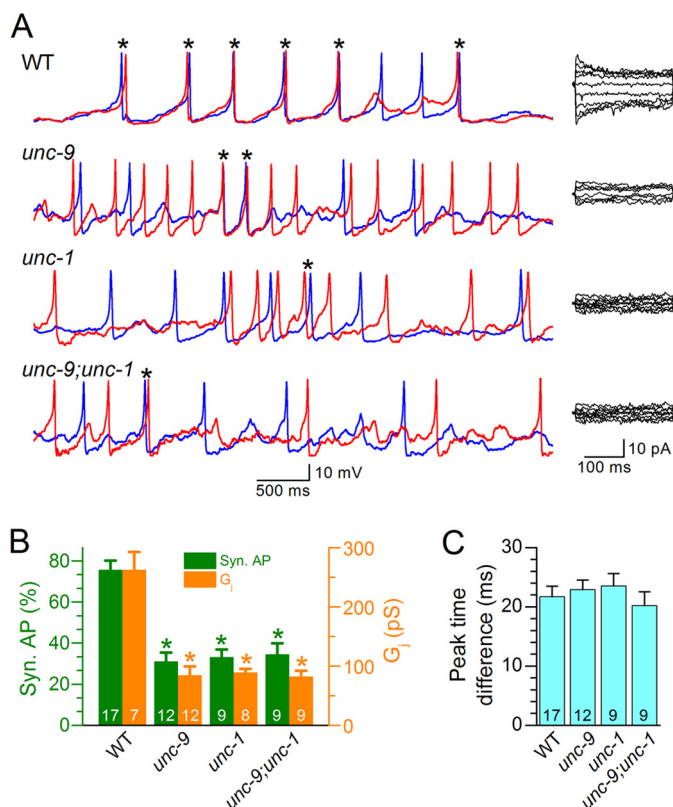 A
WT
* * * * * *
unc-9
* *
unc-1
*
unc-9;unc-1
*
10 mV
500 ms
10 pA
100 ms
B
Syn. AP (%)
80
60
40
20
0
Syn. AP
Gj
* * * * * *
17 7 12 12 9 8 9 9
WT
unc-9
unc-1
unc-9;unc-1
300
200
100
0
Gj (pS)
C
Peak time
difference (ms)
30
20
10
0
17 12 9 9
WT
unc-9
unc-1
unc-9;unc-1